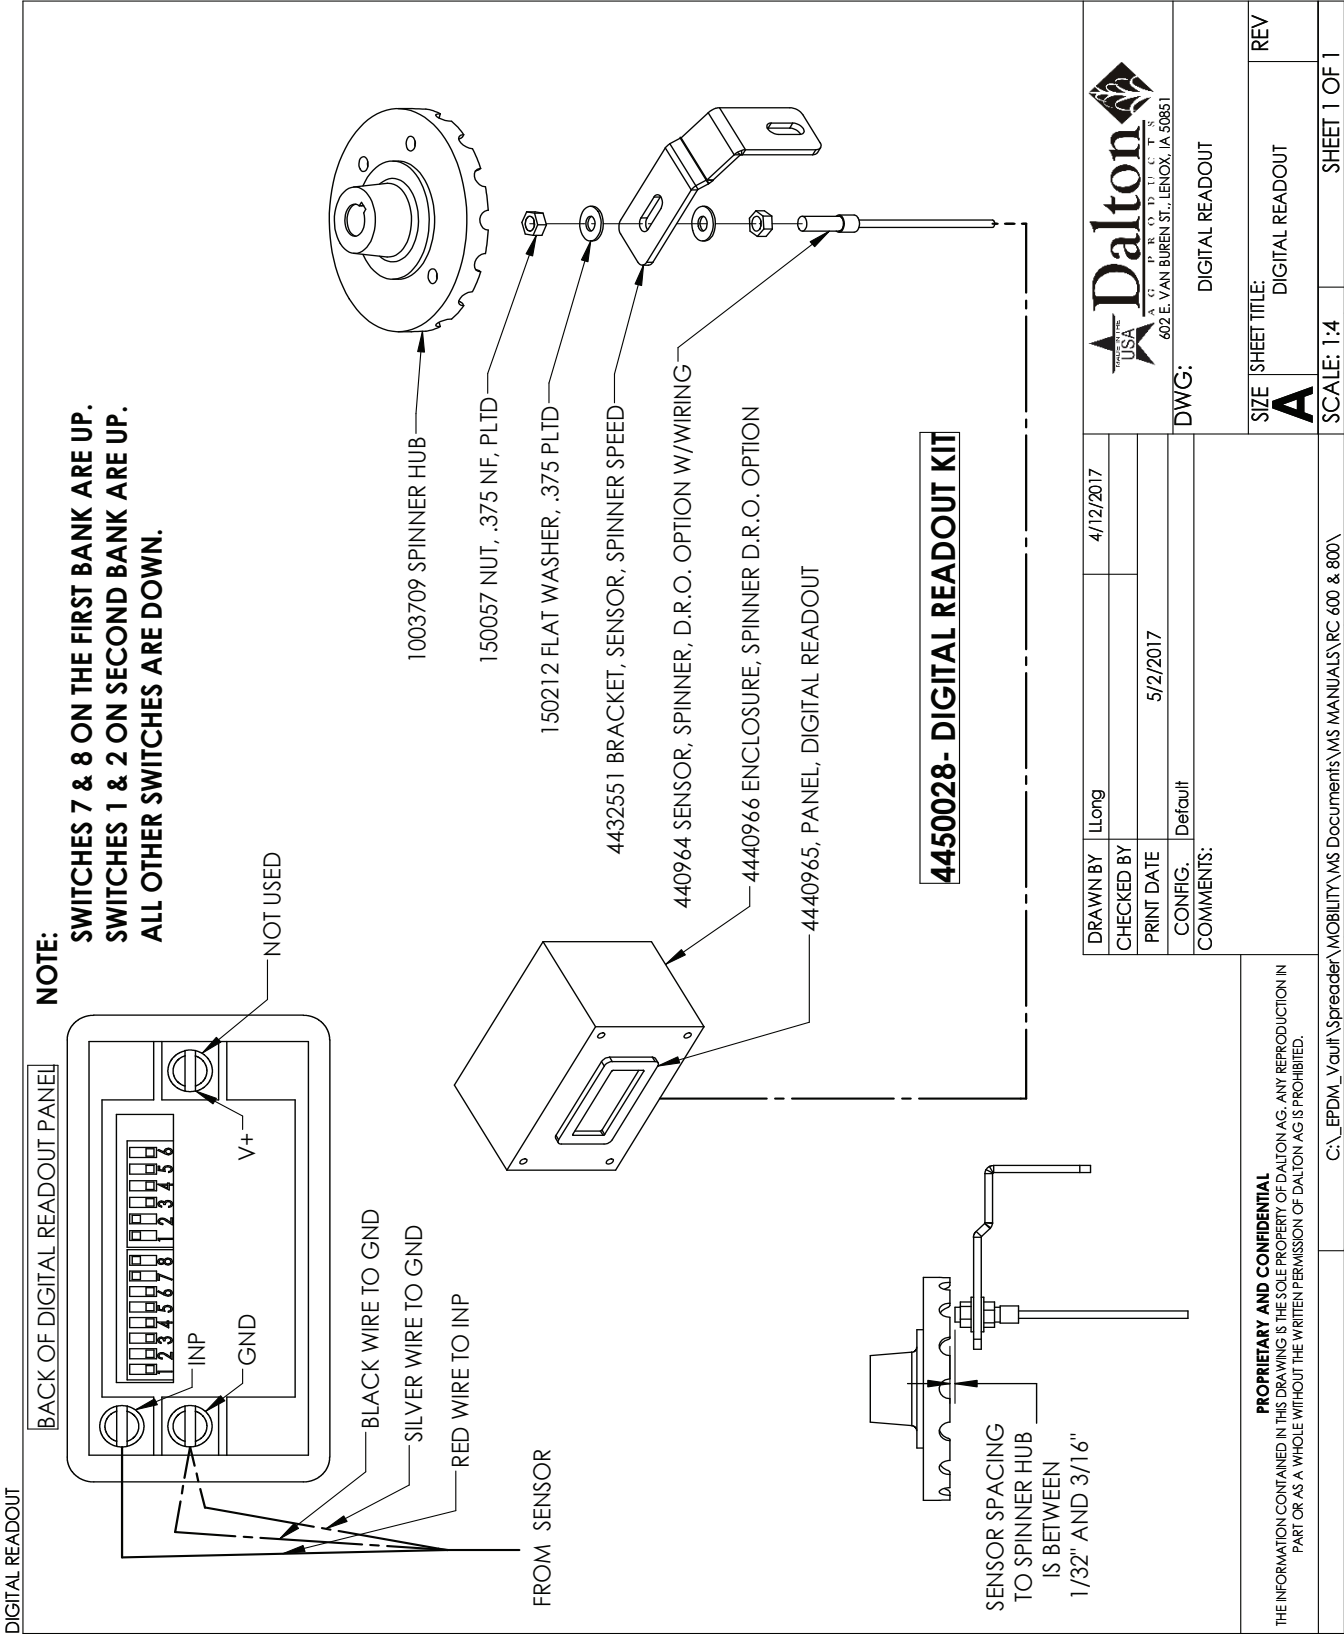 DIGITAL READOUT
BACK OF DIGITAL READOUT PANEL
NOTE:
SWITCHES 7 & 8 ON THE FIRST BANK ARE UP.
SWITCHES 1 & 2 ON SECOND BANK ARE UP.
ALL OTHER SWITCHES ARE DOWN.
1 2 3 4 5 6 7 8
1 2 3 4 5 6
INP
GND
V+
NOT USED
BLACK WIRE TO GND
SILVER WIRE TO GND
RED WIRE TO INP
FROM SENSOR
1003709 SPINNER HUB
150057 NUT, .375 NF, PLTD
150212 FLAT WASHER, .375 PLTD
4432551 BRACKET, SENSOR, SPINNER SPEED
440964 SENSOR, SPINNER, D.R.O. OPTION W/WIRING
4440966 ENCLOSURE, SPINNER D.R.O. OPTION
4440965, PANEL, DIGITAL READOUT
4450028- DIGITAL READOUT KIT
SENSOR SPACING
TO SPINNER HUB
IS BETWEEN
1/32" AND 3/16"
PROPRIETARY AND CONFIDENTIAL
THE INFORMATION CONTAINED IN THIS DRAWING IS THE SOLE PROPERTY OF DALTON AG. ANY REPRODUCTION IN
PART OR AS A WHOLE WITHOUT THE WRITTEN PERMISSION OF DALTON AG IS PROHIBITED.
DRAWN BY LLong 4/12/2017
CHECKED BY
PRINT DATE 5/2/2017
CONFIG. Default
COMMENTS:
MADE IN THE
USA
Dalton
AG PRODUCTS
602 E. VAN BUREN ST., LENOX, IA 50851
DWG:
DIGITAL READOUT
SIZE
A
SHEET TITLE:
DIGITAL READOUT
REV
C:\_EPDM_Vault\Spreader\MOBILITY\MS Documents\MS MANUALS\RC 600 & 800\
SCALE: 1:4
SHEET 1 OF 1